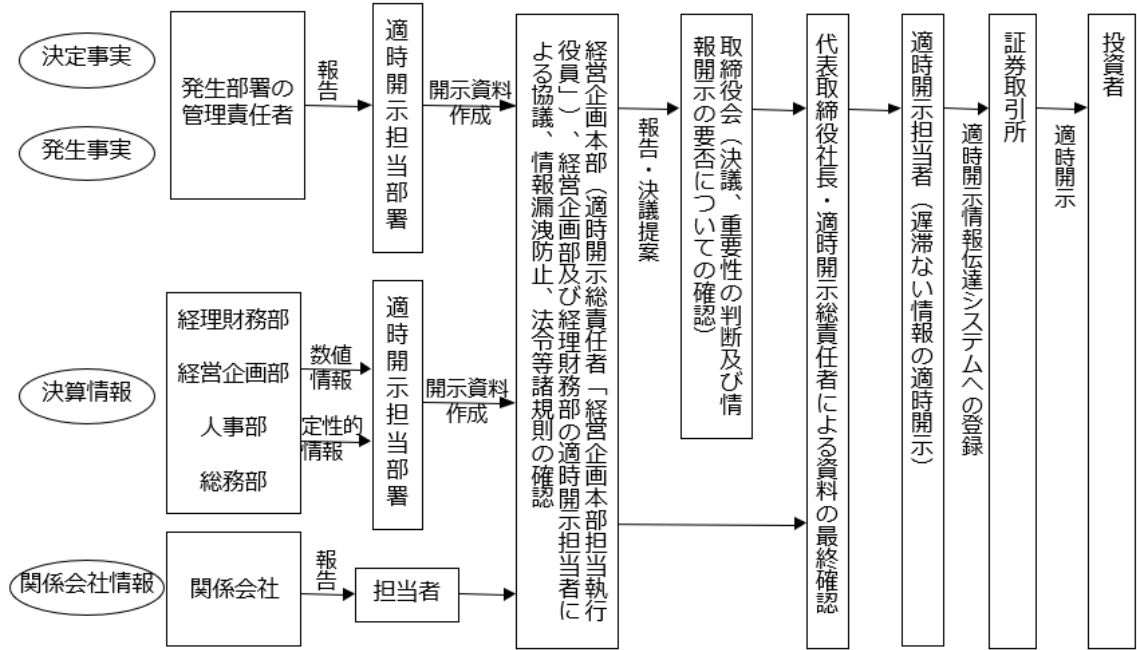 決定事実
発生事実
発生部署の
管理責任者
報告
適時開示担当部署
開示資料
作成
決算情報
経理財務部
経営企画部
人事部
総務部
数値
情報
定性的
情報
適時開示担当部署
開示資料
作成
関係会社情報
関係会社
報告
担当者
経営企画本部（適時開示総責任者「経営企画本部担当執行
役員」）、経営企画部及び経理財務部の適時開示担当者に
よる協議、情報漏洩防止、法令等諸規則の確認
報告・決議提案
取締役会（決議、重要性の判断及び情
報開示の要否についての確認）
代表取締役社長・適時開示総責任者による資料の最終確認
適時開示担当者（遅滞ない情報の適時開示）
適時開示情報伝達システムへの登録
証券取引所
適時開示
投資者